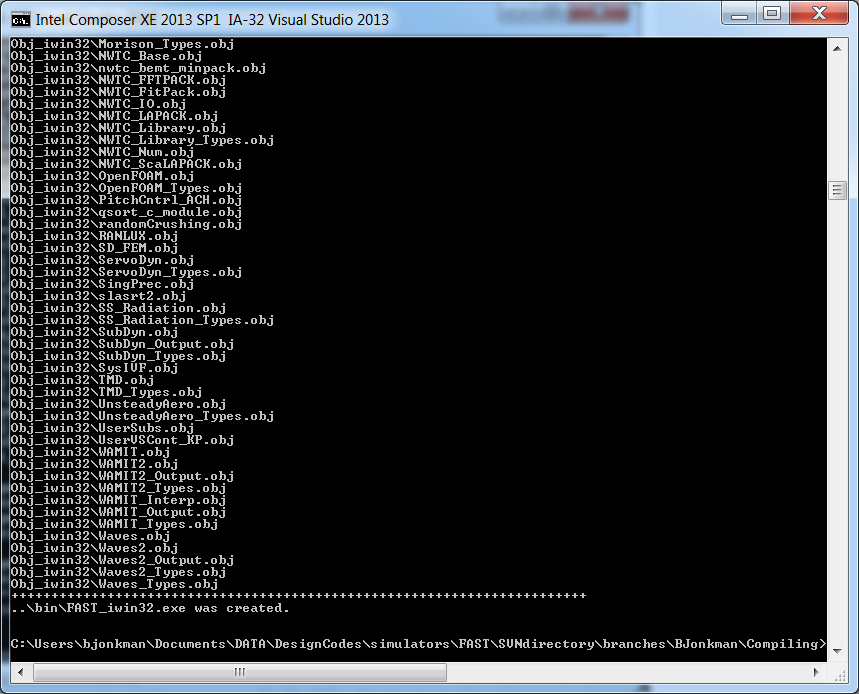 Intel Composer XE 2013 SP1 IA-32 Visual Studio 2013
Obj_iwin32\Morison_Types.obj
Obj_iwin32\NWTC_Base.obj
Obj_iwin32\nwtc_bemt_minpack.obj
Obj_iwin32\NWTC_FFTPACK.obj
Obj_iwin32\NWTC_FitPack.obj
Obj_iwin32\NWTC_IO.obj
Obj_iwin32\NWTC_LAPACK.obj
Obj_iwin32\NWTC_Library.obj
Obj_iwin32\NWTC_Library_Types.obj
Obj_iwin32\NWTC_Num.obj
Obj_iwin32\NWTC_ScaLAPACK.obj
Obj_iwin32\OpenFOAM.obj
Obj_iwin32\OpenFOAM_Types.obj
Obj_iwin32\PitchCntrl_ACH.obj
Obj_iwin32\qsort_c_module.obj
Obj_iwin32\randomCrushing.obj
Obj_iwin32\RANLUX.obj
Obj_iwin32\SD_FEM.obj
Obj_iwin32\ServoDyn.obj
Obj_iwin32\ServoDyn_Types.obj
Obj_iwin32\SingPrec.obj
Obj_iwin32\slasrt2.obj
Obj_iwin32\SS_Radiation.obj
Obj_iwin32\SS_Radiation_Types.obj
Obj_iwin32\SubDyn.obj
Obj_iwin32\SubDyn_Output.obj
Obj_iwin32\SubDyn_Types.obj
Obj_iwin32\SysIVF.obj
Obj_iwin32\TMD.obj
Obj_iwin32\TMD_Types.obj
Obj_iwin32\UnsteadyAero.obj
Obj_iwin32\UnsteadyAero_Types.obj
Obj_iwin32\UserSubs.obj
Obj_iwin32\UserVSCont_KP.obj
Obj_iwin32\WAMIT.obj
Obj_iwin32\WAMIT2.obj
Obj_iwin32\WAMIT2_Output.obj
Obj_iwin32\WAMIT2_Types.obj
Obj_iwin32\WAMIT_Interp.obj
Obj_iwin32\WAMIT_Output.obj
Obj_iwin32\WAMIT_Types.obj
Obj_iwin32\Waves.obj
Obj_iwin32\Waves2.obj
Obj_iwin32\Waves2_Output.obj
Obj_iwin32\Waves2_Types.obj
Obj_iwin32\Waves_Types.obj
++++++++++++++++++++++++++++++++++++++++++++++++++++++++++++++++++++++++
..\bin\FAST_iwin32.exe was created.
C:\Users\bjonkman\Documents\DATA\DesignCodes\simulators\FAST\SVNdirectory\branches\BJonkman\Compiling>